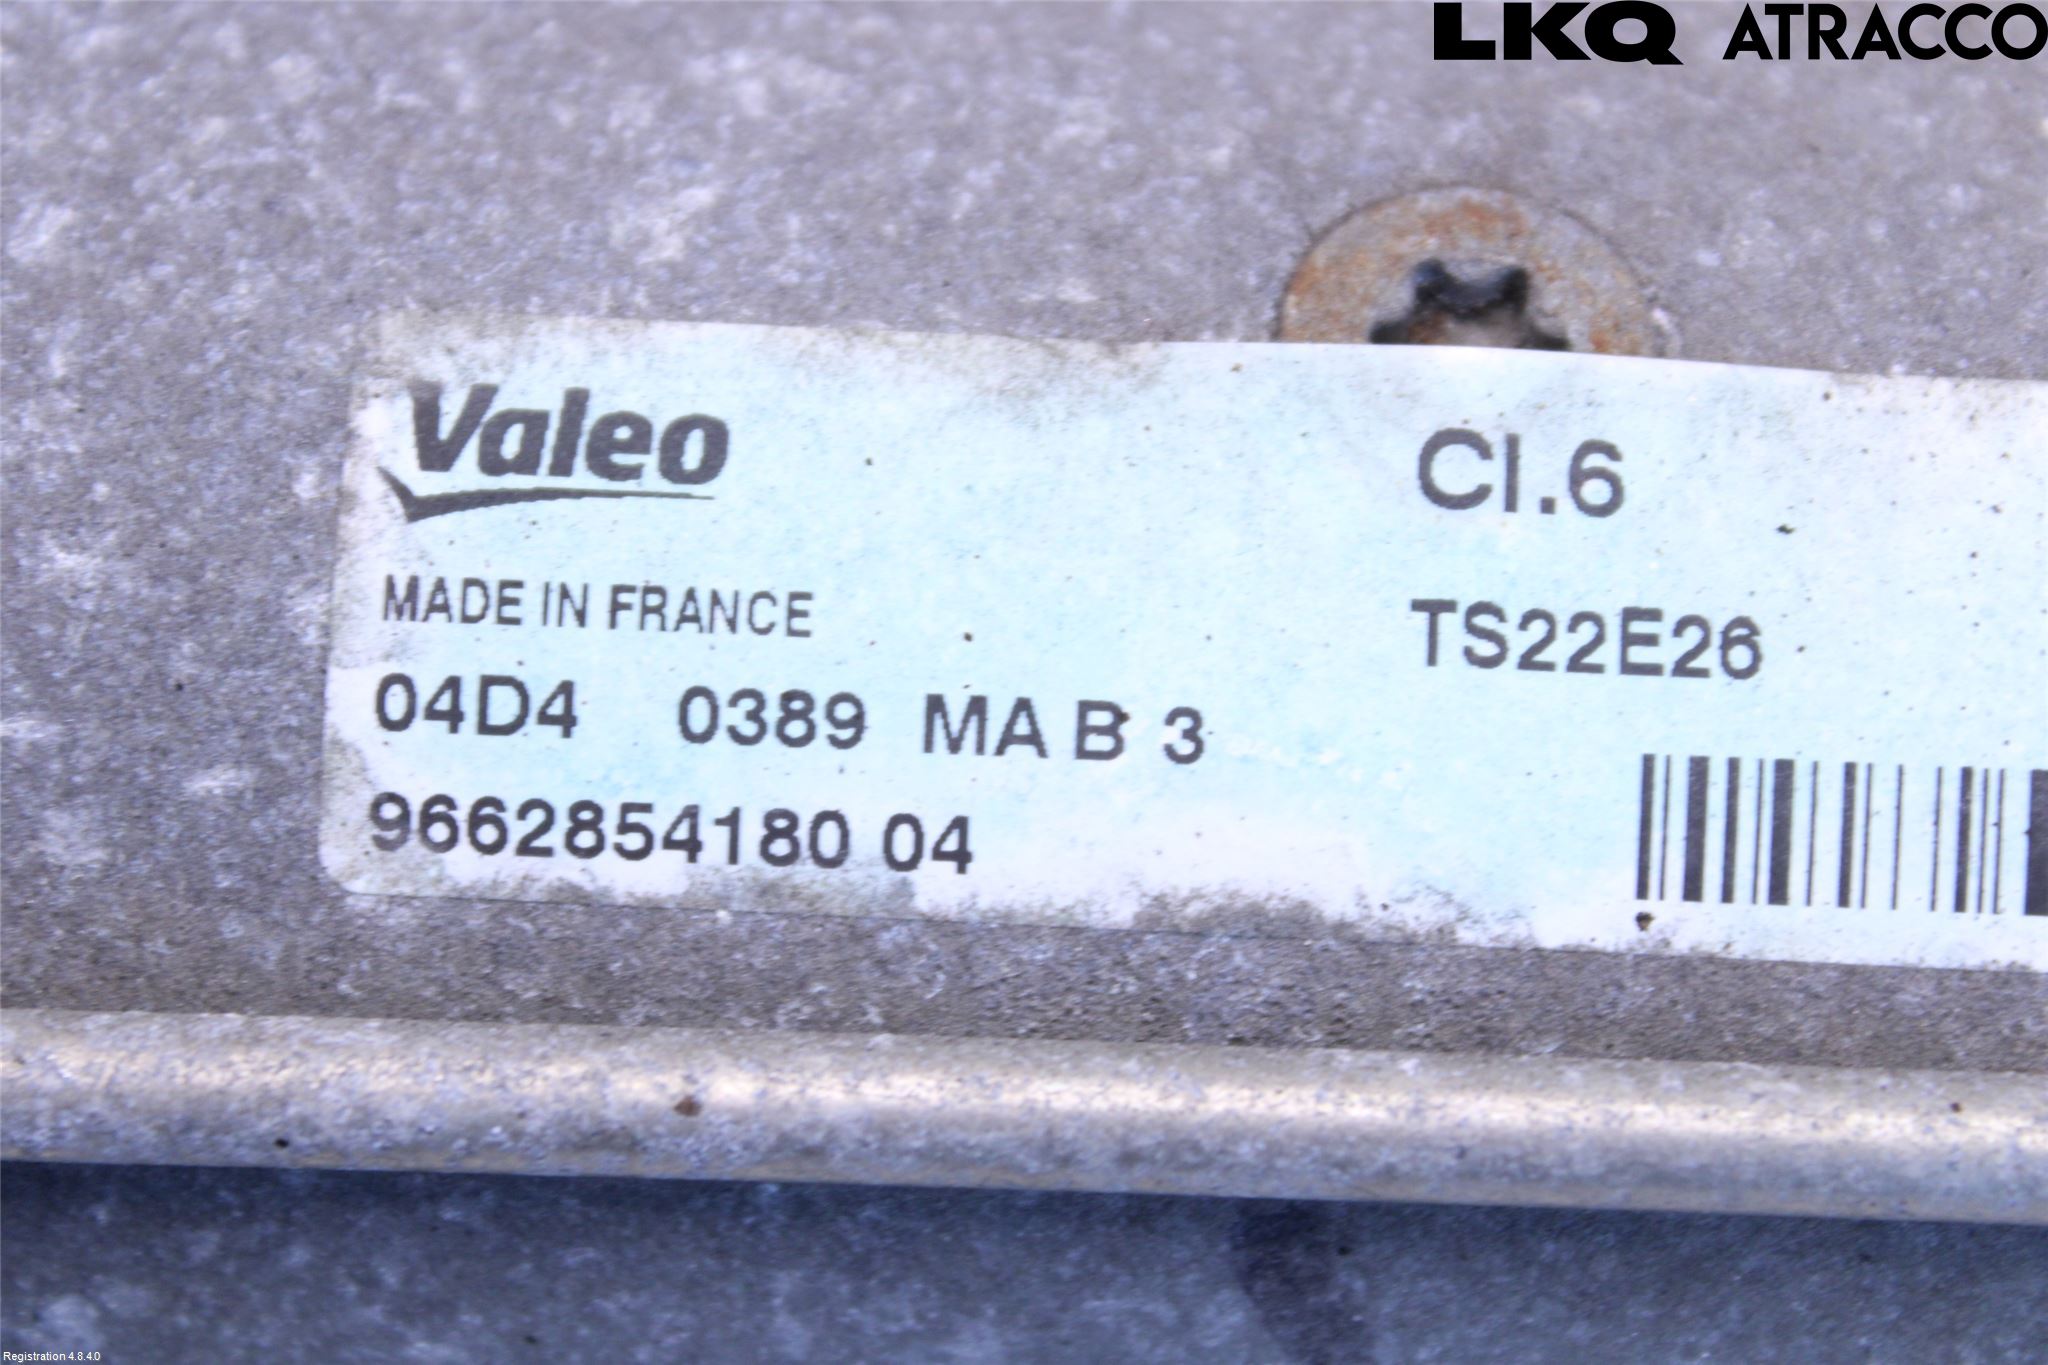 LKQ ATRACCO
Valeo
CI.6
MADE IN FRANCE
TS22E26
04D4 0389 MA B 3
9662854180 04
Registration 4.8.4.0